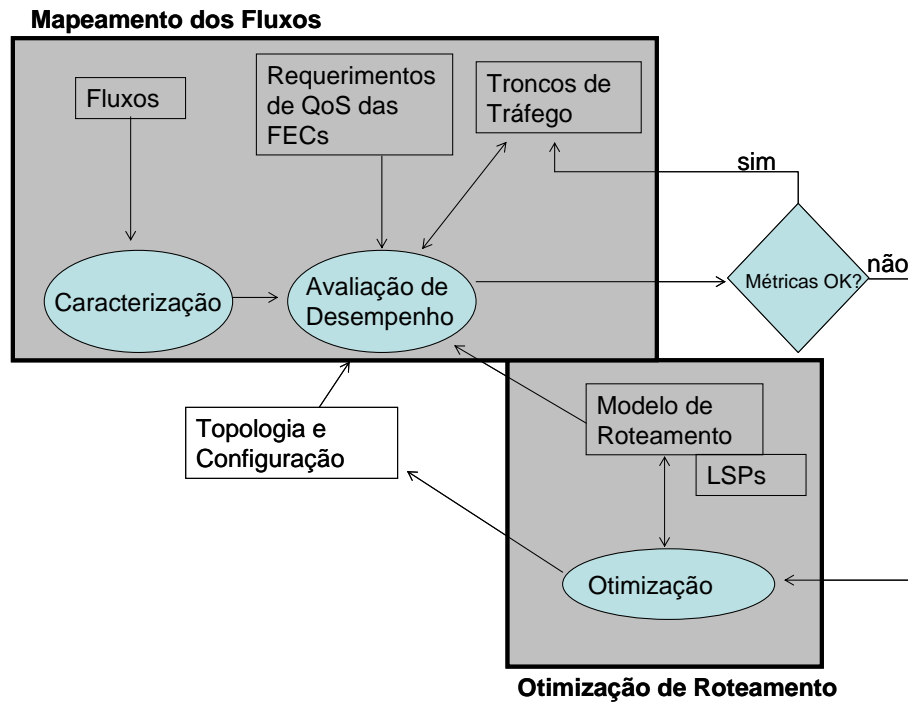 Mapeamento dos Fluxos
Fluxos
Requerimentos
de QoS das
FECs
Troncos de
Tráfego
sim
Caracterização
Avaliação de
Desempenho
Métricas OK?
não
Topologia e
Configuração
Modelo de
Roteamento
LSPs
Otimização
Otimização de Roteamento